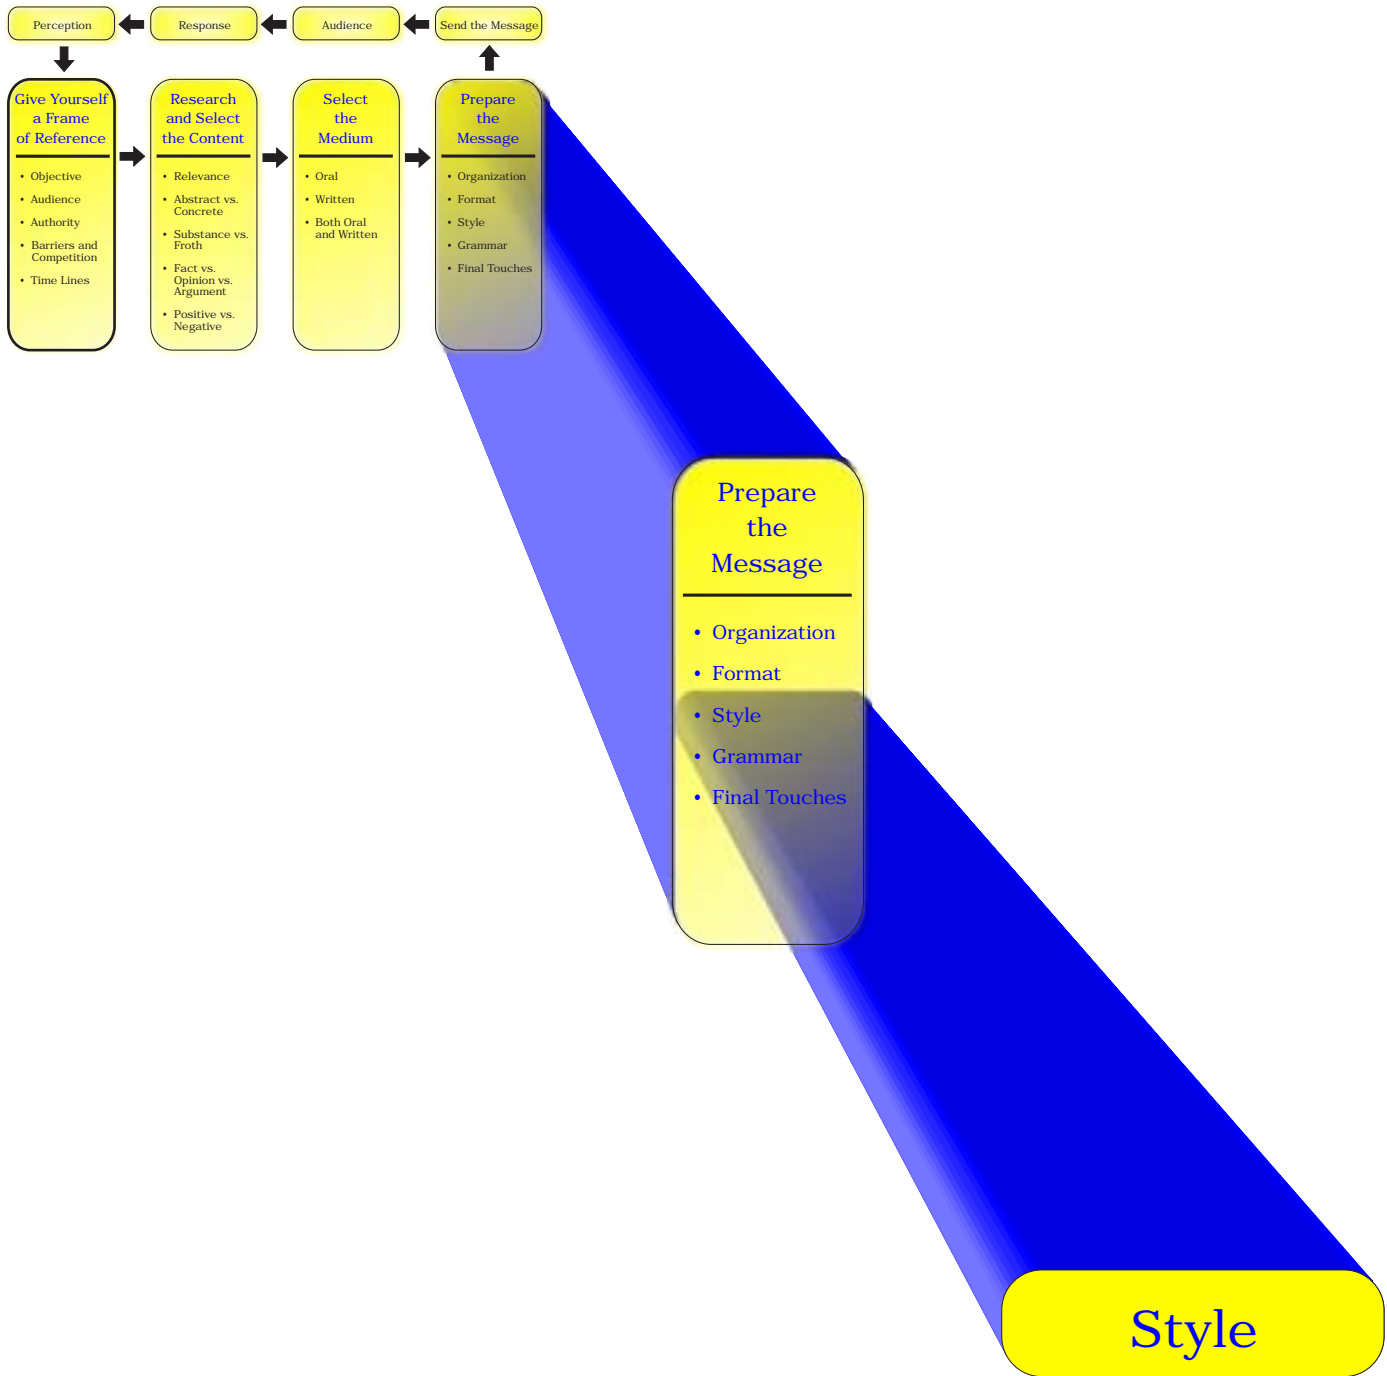 Perception
Response
Audience
Send the Message
Give Yourself
a Frame
of Reference
• Objective
• Audience
• Authority
• Barriers and
Competition
• Time Lines
Research
and Select
the Content
• Relevance
• Abstract vs.
Concrete
• Substance vs.
Froth
• Fact vs.
Opinion vs.
Argument
• Positive vs.
Negative
Select
the
Medium
• Oral
• Written
• Both Oral
and Written
Prepare
the
Message
• Organization
• Format
• Style
• Grammar
• Final Touches
Prepare
the
Message
• Organization
• Format
• Style
• Grammar
• Final Touches
Style